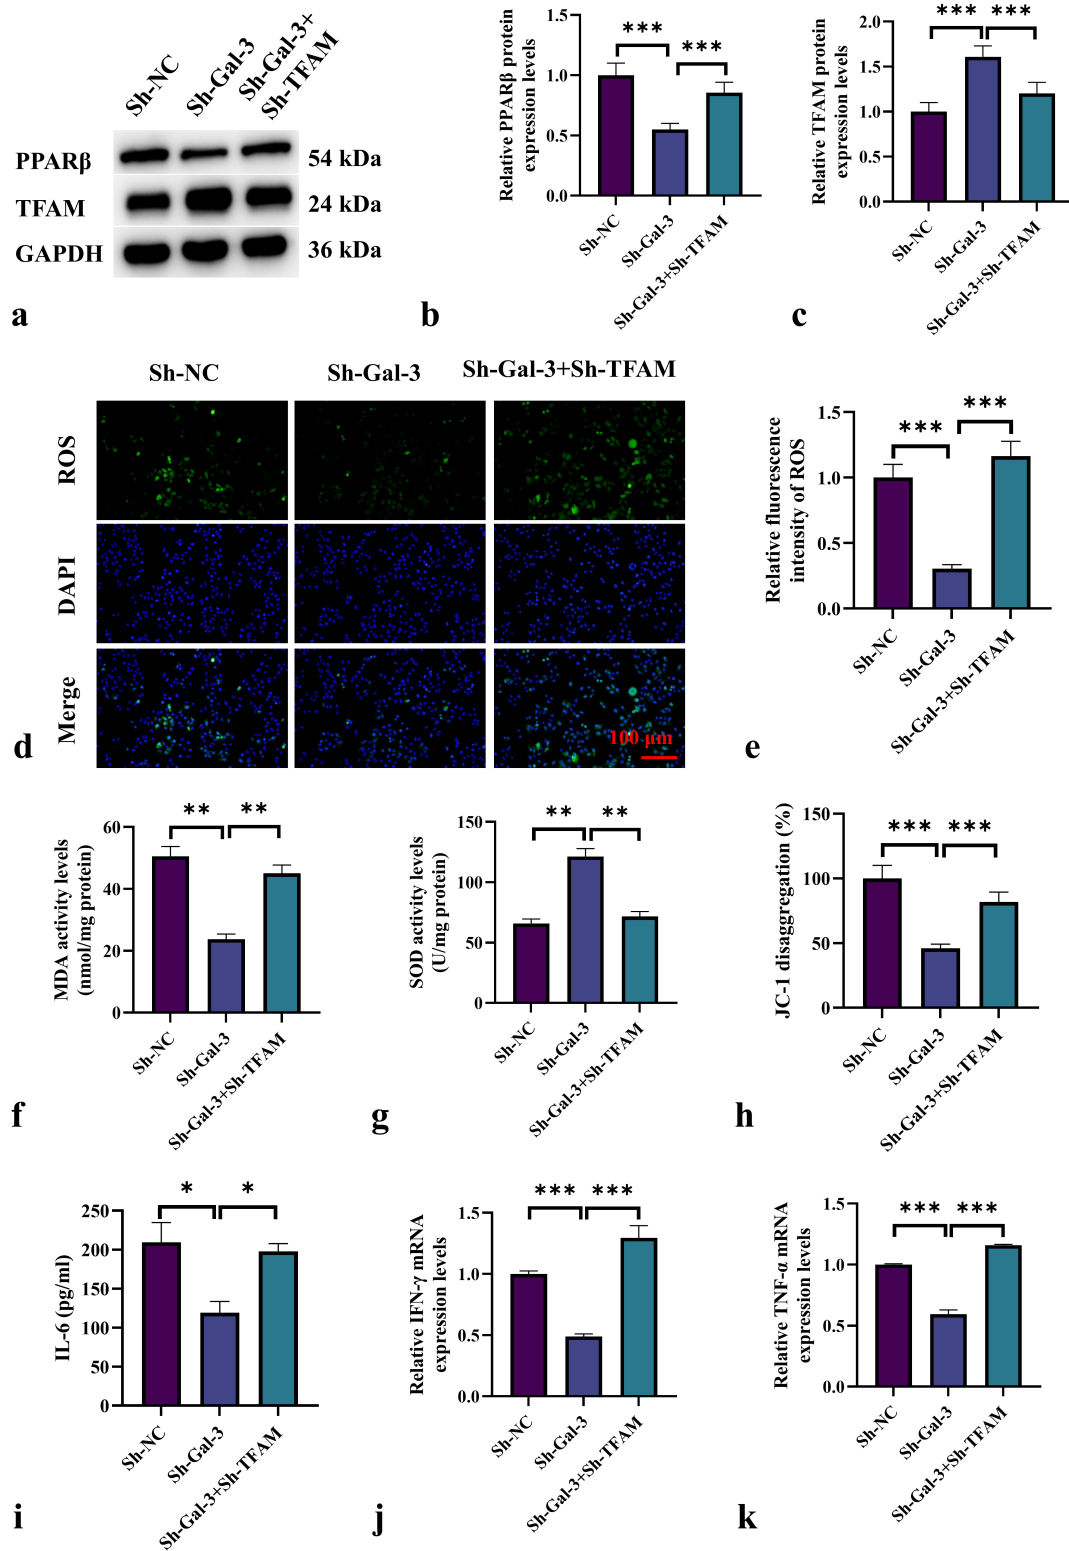 Sh-NC
Sh-Gal-3
Sh-Gal-3+
Sh-TFAM
PPARβ
54 kDa
TFAM
24 kDa
GAPDH
36 kDa
a
Relative PPARβ protein
expression levels
1.5
1.0
0.5
0.0
***
***
Sh-NC
Sh-Gal-3
Sh-Gal-3+Sh-TFAM
b
Relative TFAM protein
expression levels
2.0
1.5
1.0
0.5
0.0
***
***
Sh-NC
Sh-Gal-3
Sh-Gal-3+Sh-TFAM
c
Sh-NC
Sh-Gal-3
Sh-Gal-3+Sh-TFAM
ROS
DAPI
Merge
100 μm
d
Relative fluorescence
intensity of ROS
1.5
1.0
0.5
0.0
***
***
Sh-NC
Sh-Gal-3
Sh-Gal-3+Sh-TFAM
e
MDA activity levels
(nmol/mg protein)
60
40
20
0
**
**
Sh-NC
Sh-Gal-3
Sh-Gal-3+Sh-TFAM
f
SOD activity levels
(U/mg protein)
150
100
50
0
**
**
Sh-NC
Sh-Gal-3
Sh-Gal-3+Sh-TFAM
g
JC-1 disaggregation (%)
150
100
50
0
***
***
Sh-NC
Sh-Gal-3
Sh-Gal-3+Sh-TFAM
h
IL-6 (pg/ml)
250
200
150
100
50
0
*
*
Sh-NC
Sh-Gal-3
Sh-Gal-3+Sh-TFAM
i
Relative IFN-γ mRNA
expression levels
1.5
1.0
0.5
0.0
***
***
Sh-NC
Sh-Gal-3
Sh-Gal-3+Sh-TFAM
j
Relative TNF-α mRNA
expression levels
1.5
1.0
0.5
0.0
***
***
Sh-NC
Sh-Gal-3
Sh-Gal-3+Sh-TFAM
k